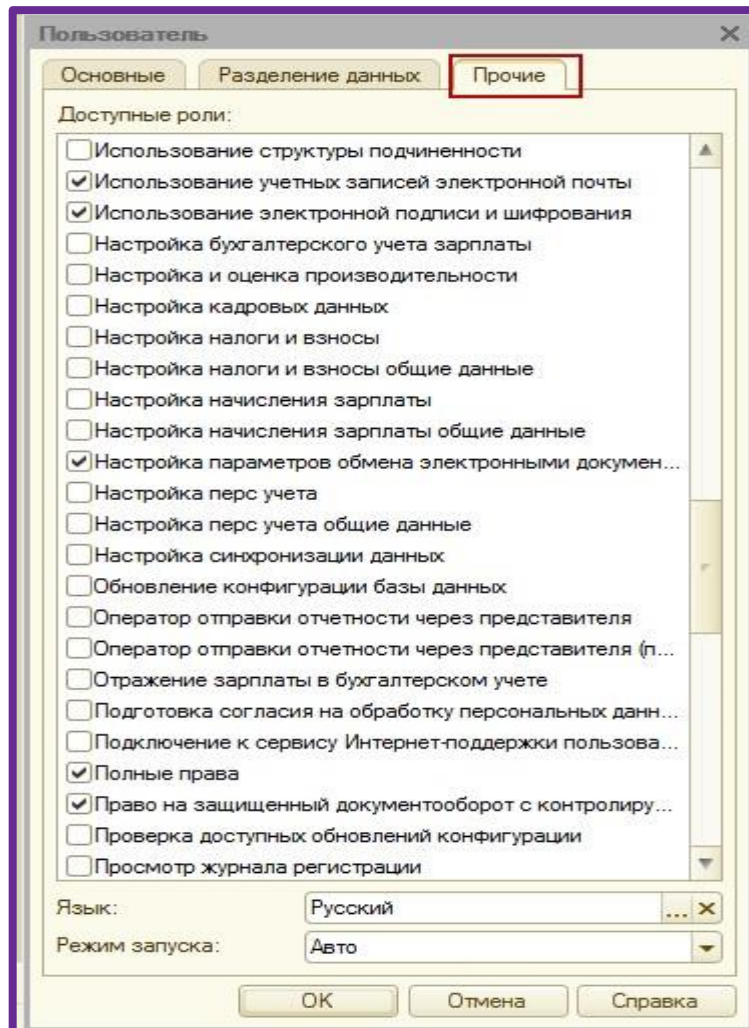 Пользователь
Основные Разделение данных Прочие
Доступные роли:
Использование структуры подчиненности
Использование учетных записей электронной почты
Использование электронной подписи и шифрования
Настройка бухгалтерского учета зарплаты
Настройка и оценка производительности
Настройка кадровых данных
Настройка налоги и взносы
Настройка налоги и взносы общие данные
Настройка начисления зарплаты
Настройка начисления зарплаты общие данные
Настройка параметров обмена электронными докумен...
Настройка перс учета
Настройка перс учета общие данные
Настройка синхронизации данных
Обновление конфигурации базы данных
Оператор отправки отчетности через представителя
Оператор отправки отчетности через представителя (п...
Отражение зарплаты в бухгалтерском учете
Подготовка согласия на обработку персональных данн...
Подключение к сервису Интернет-поддержки пользова...
Полные права
Право на защищенный документооборот с контролиру...
Проверка доступных обновлений конфигурации
Просмотр журнала регистрации
Язык: Русский ...
Режим запуска: Авто
ОК Отмена Справка